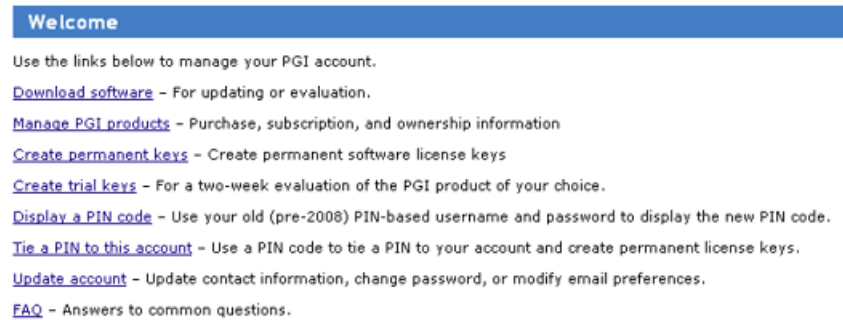 Welcome
Use the links below to manage your PGI account.
Download software – For updating or evaluation.
Manage PGI products – Purchase, subscription, and ownership information
Create permanent keys – Create permanent software license keys
Create trial keys – For a two-week evaluation of the PGI product of your choice.
Display a PIN code – Use your old (pre-2008) PIN-based username and password to display the new PIN code.
Tie a PIN to this account – Use a PIN code to tie a PIN to your account and create permanent license keys.
Update account – Update contact information, change password, or modify email preferences.
FAQ – Answers to common questions.